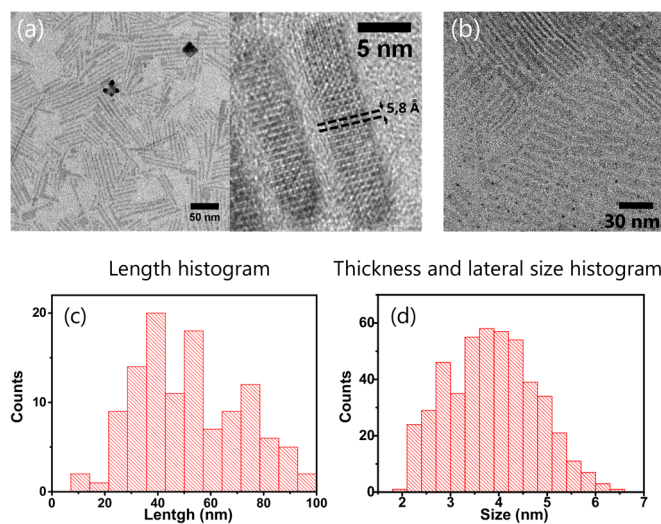 (a)
50 nm
5 nm
5,8 Å
(b)
30 nm
Length histogram
Thickness and lateral size histogram
(c)
Counts
20
10
0
0 20 40 60 80 100
Lentgh (nm)
(d)
Counts
60
40
20
0
2 3 4 5 6 7
Size (nm)